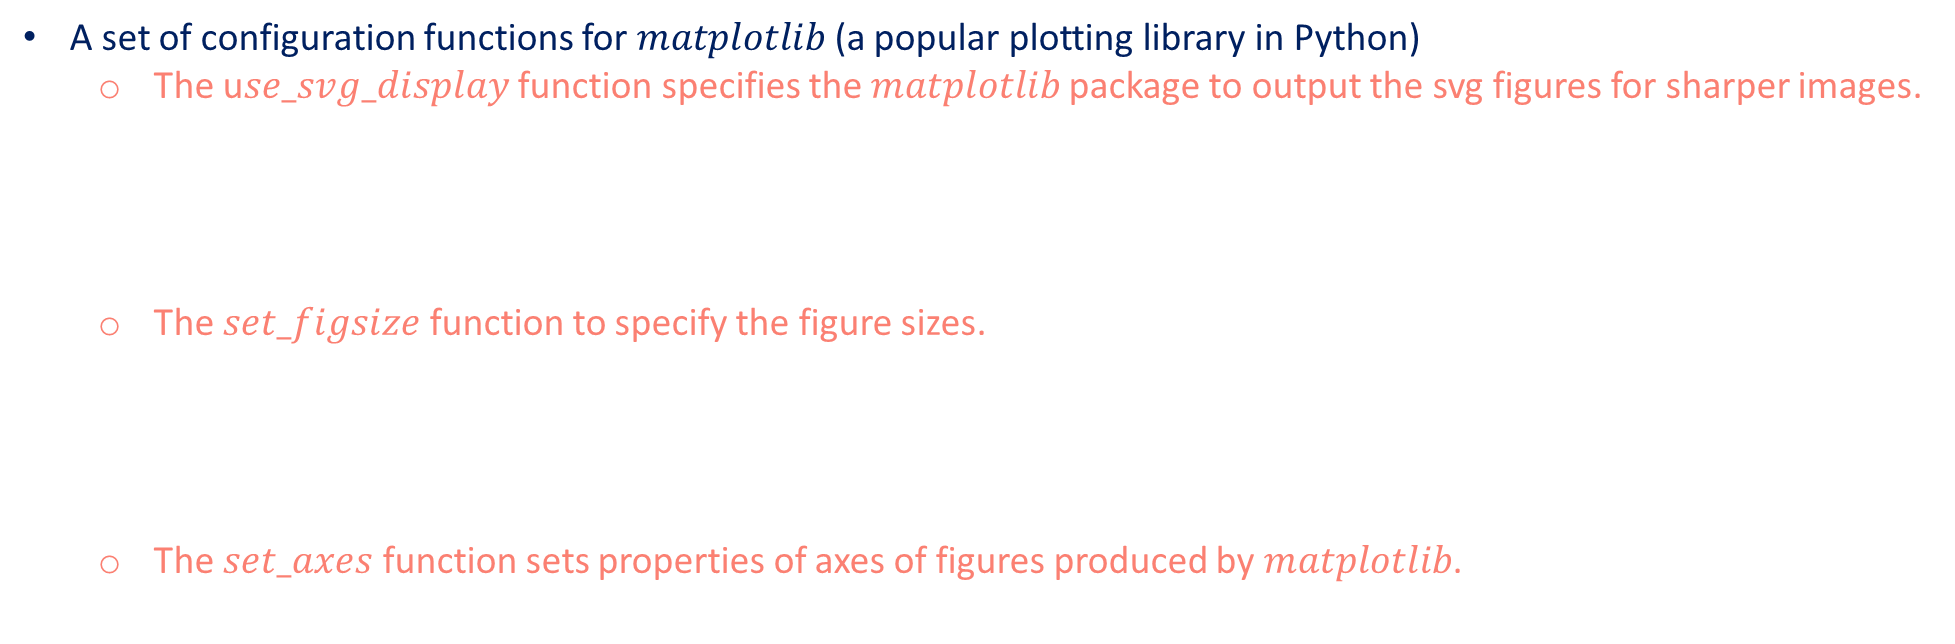 • A set of configuration functions for matplotlib (a popular plotting library in Python)
○ The use_svg_display function specifies the matplotlib package to output the svg figures for sharper images.
○ The set_figsize function to specify the figure sizes.
○ The set_axes function sets properties of axes of figures produced by matplotlib.